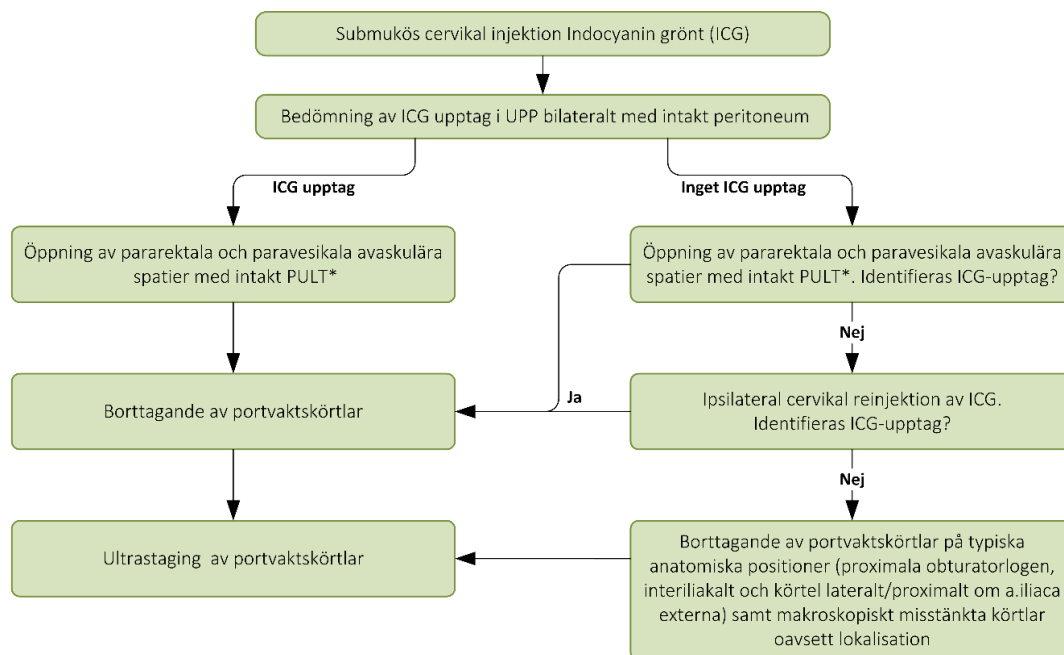 Submukös cervikal injektion Indocyanin grönt (ICG)
Bedömning av ICG upptag i UPP bilateralt med intakt peritoneum
ICG upptag
Inget ICG upptag
Öppning av pararektala och paravesikala avaskulära
spatier med intakt PULT*
Öppning av pararektala och paravesikala avaskulära
spatier med intakt PULT*. Identifieras ICG-upptag?
Nej
Borttagande av portvaktskörtlar
Ja
Ipsilateral cervikal reinjektion av ICG.
Identifieras ICG-upptag?
Nej
Ultrastaging av portvaktskörtlar
Borttagande av portvaktskörtlar på typiska
anatomiska positioner (proximala obturatorlogen,
interiliakalt och körtel lateralt/proximalt om a.iliaca
externa) samt makroskopiskt misstänkta körtlar
oavsett lokalisation